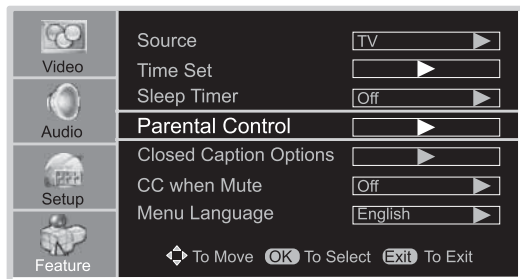 Video
Audio
Setup
Feature
Source TV
Time Set
Sleep Timer Off
Parental Control
Closed Caption Options
CC when Mute Off
Menu Language English
To Move OK To Select Exit To Exit